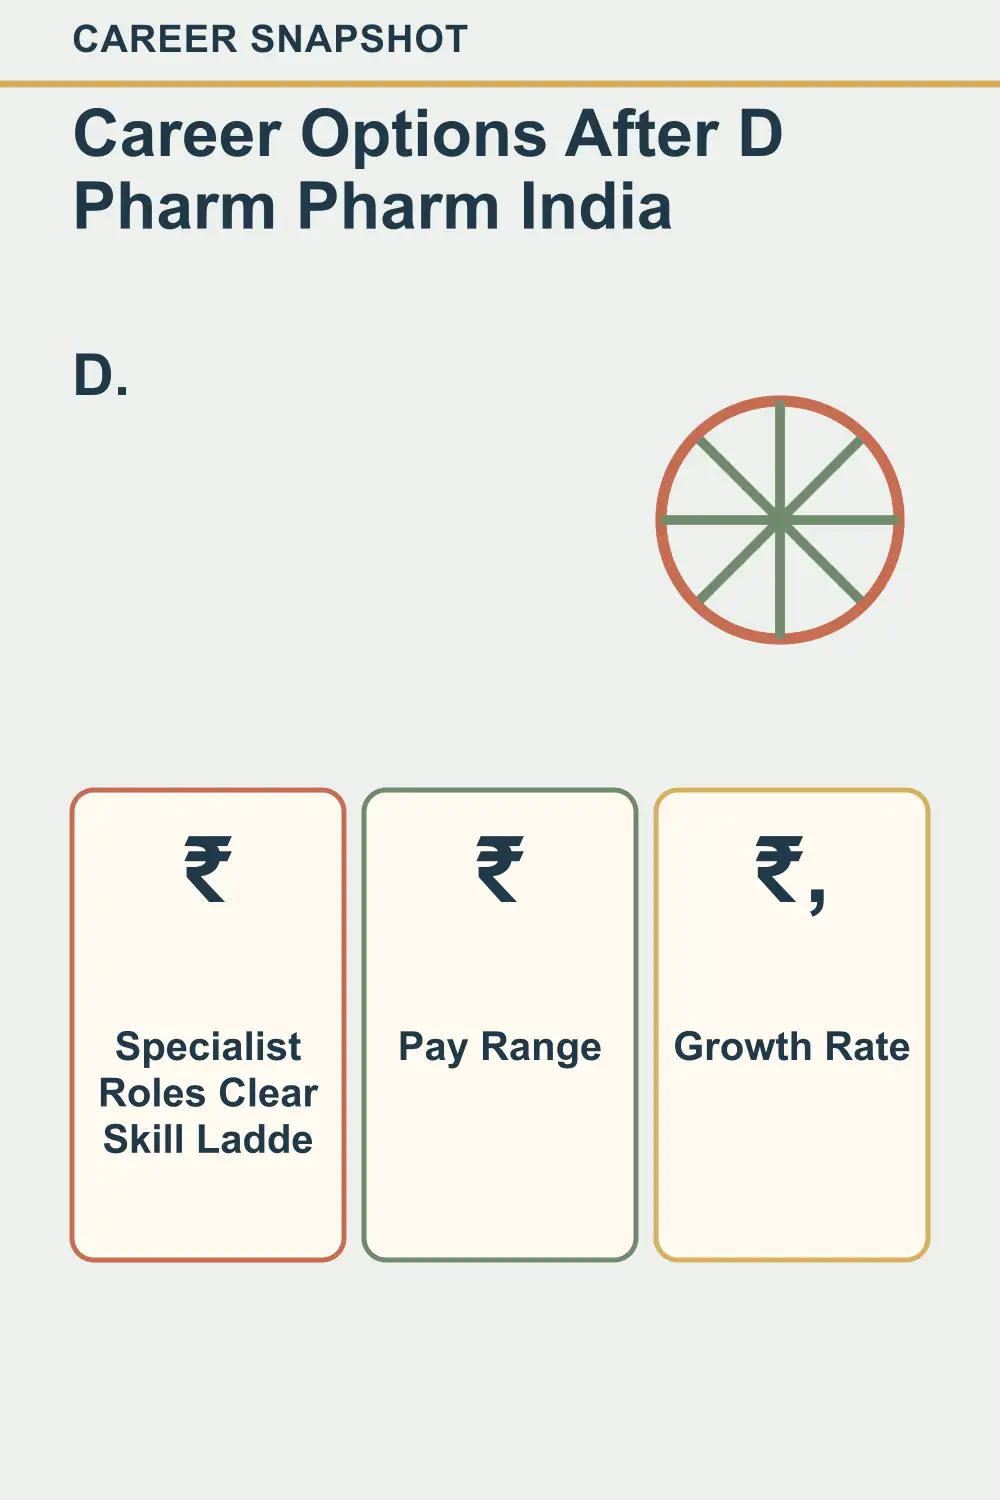 CAREER SNAPSHOT
Career Options After D
Pharm Pharm India
D.
₹
Specialist
Roles Clear
Skill Ladde
₹
Pay Range
₹,
Growth Rate